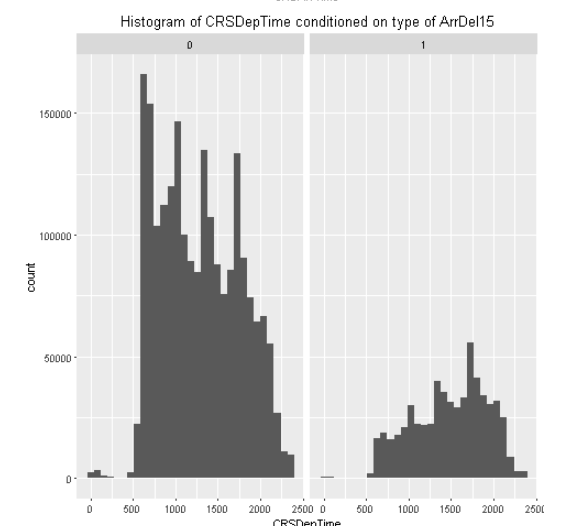 Histogram of CRSDepTime conditioned on type of ArrDel15
0 1
150000
100000
50000
0
count
0 500 1000 1500 2000 2500 0 500 1000 1500 2000 2500
CRSDepTime